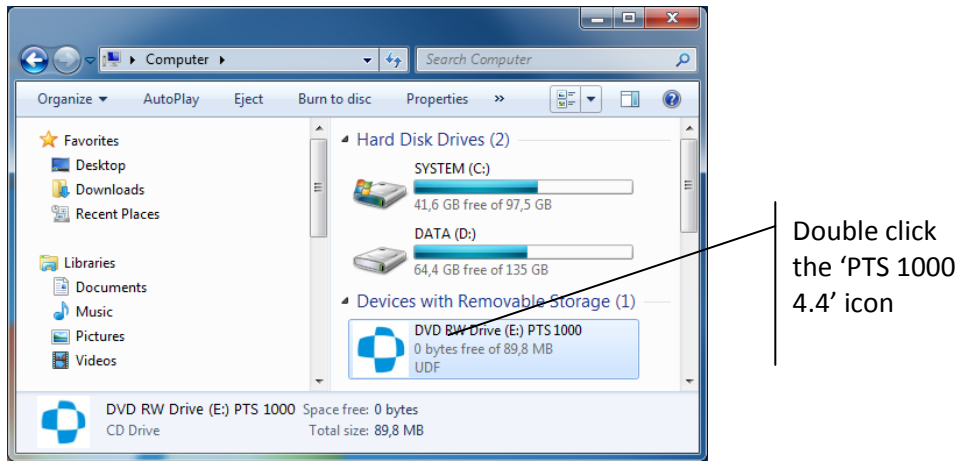 Computer
Search Computer
Organize AutoPlay Eject Burn to disc Properties »
Favorites
Desktop
Downloads
Recent Places
Libraries
Documents
Music
Pictures
Videos
Hard Disk Drives (2)
SYSTEM (C:)
41,6 GB free of 97,5 GB
DATA (D:)
64,4 GB free of 135 GB
Devices with Removable Storage (1)
DVD RW Drive (E:) PTS 1000
0 bytes free of 89,8 MB
UDF
DVD RW Drive (E:) PTS 1000 Space free: 0 bytes
CD Drive Total size: 89,8 MB
Double click
the ‘PTS 1000
4.4’ icon